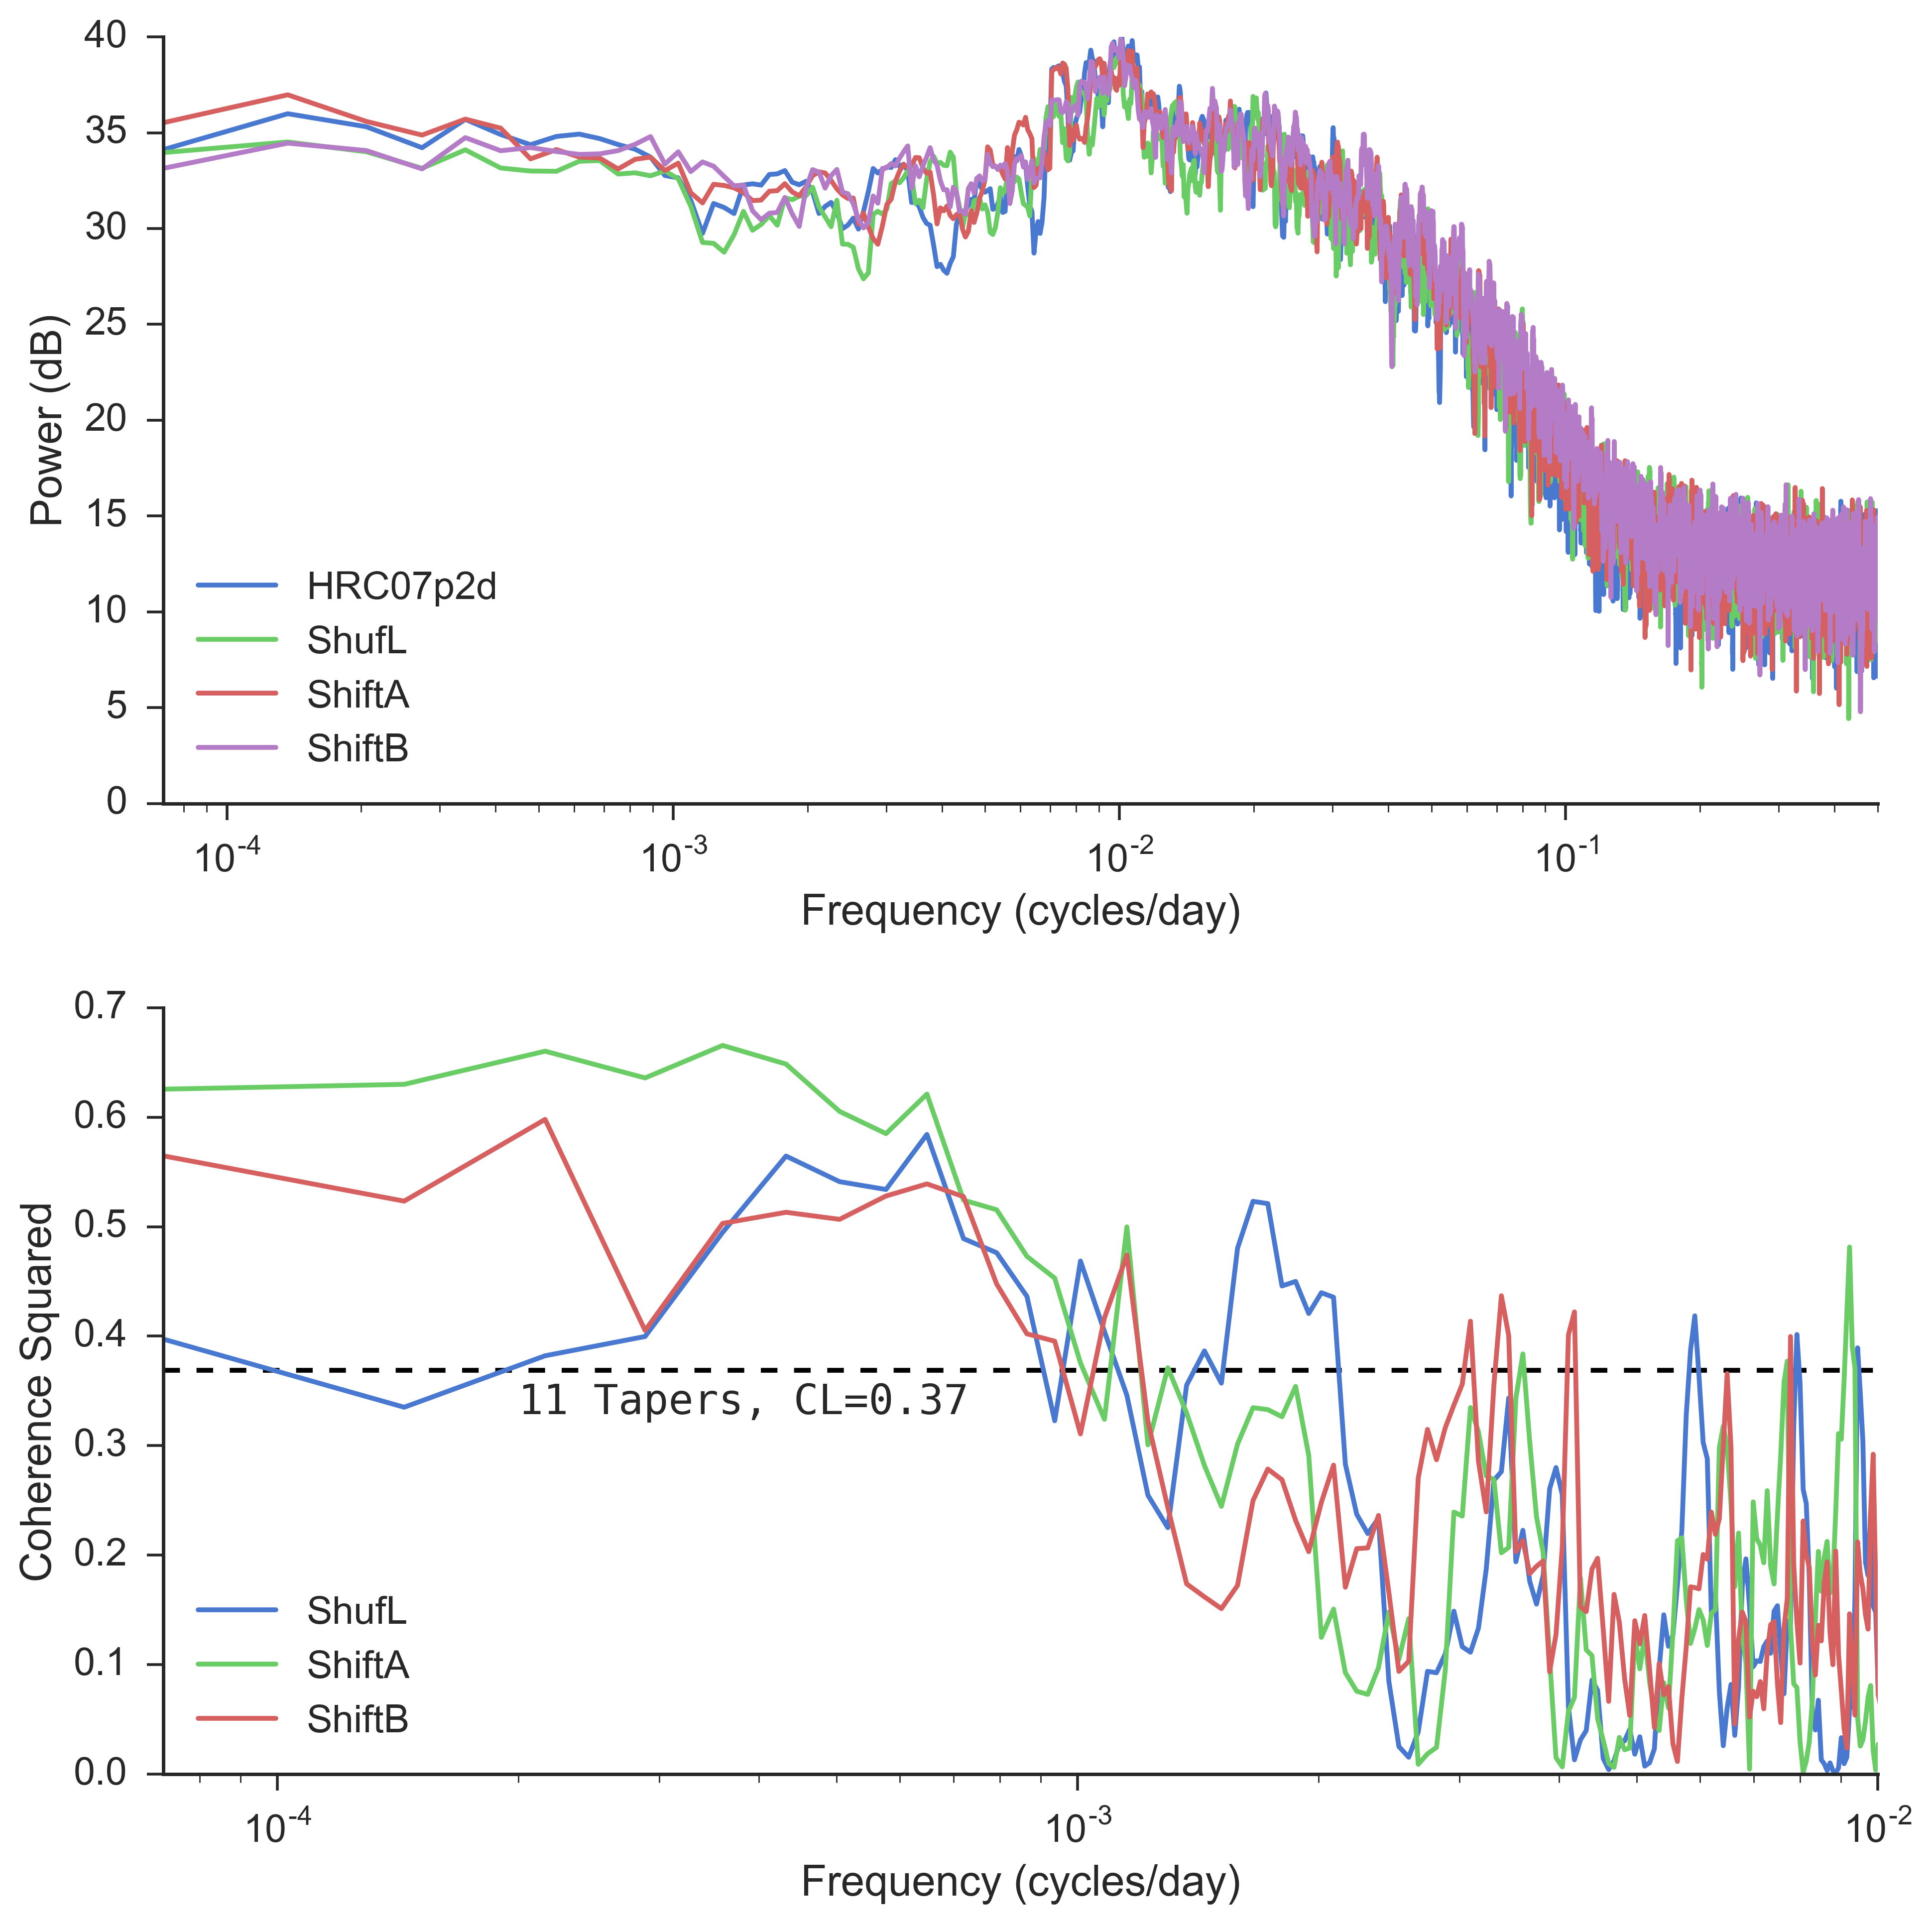 40
35
30
25
20
15
10
5
0
Power (dB)
HRC07p2d
ShufL
ShiftA
ShiftB
10^-4 10^-3 10^-2 10^-1
Frequency (cycles/day)
0.7
0.6
0.5
0.4
0.3
0.2
0.1
0.0
Coherence Squared
11 Tapers, CL=0.37
ShufL
ShiftA
ShiftB
10^-4 10^-3 10^-2
Frequency (cycles/day)